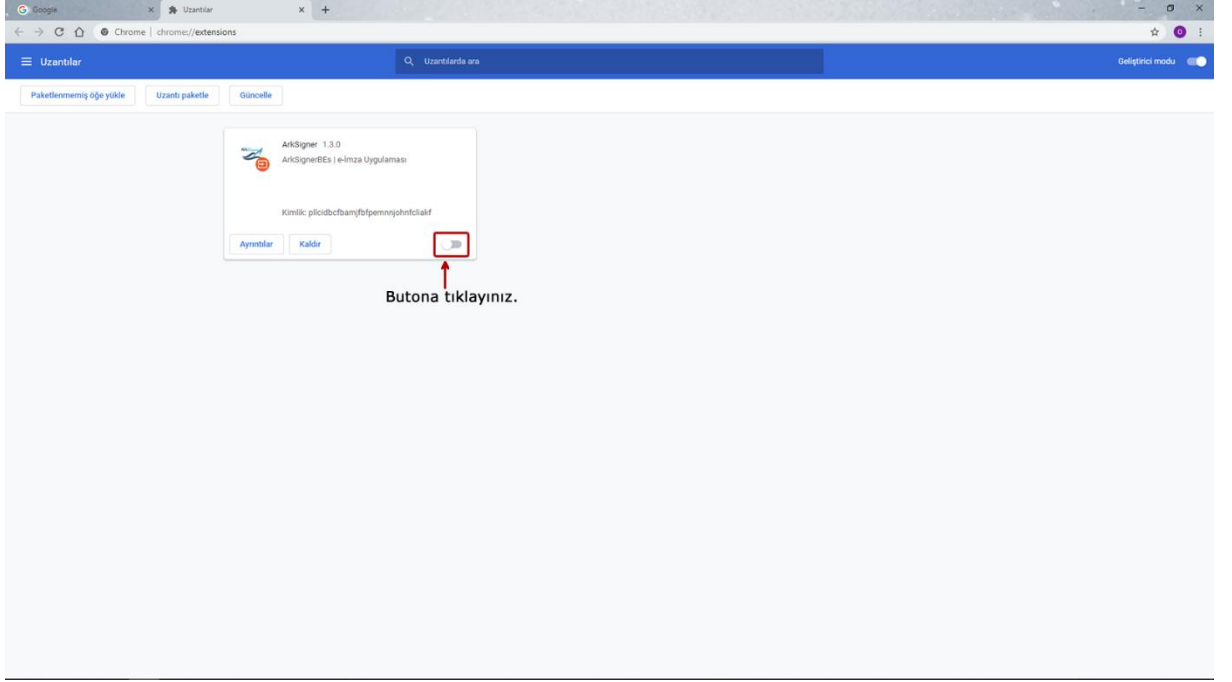 Google
Uzantılar
Chrome | chrome://extensions
Uzantılar
Uzantılarda ara
Geliştirici modu
Paketlenmemiş öğe yükle
Uzantı paketle
Güncelle
ArkSigner 1.3.0
ArkSignerBEs | e-İmza Uygulaması
Kimlik:
Ayrıntılar
Kaldır
Butona tıklayınız.